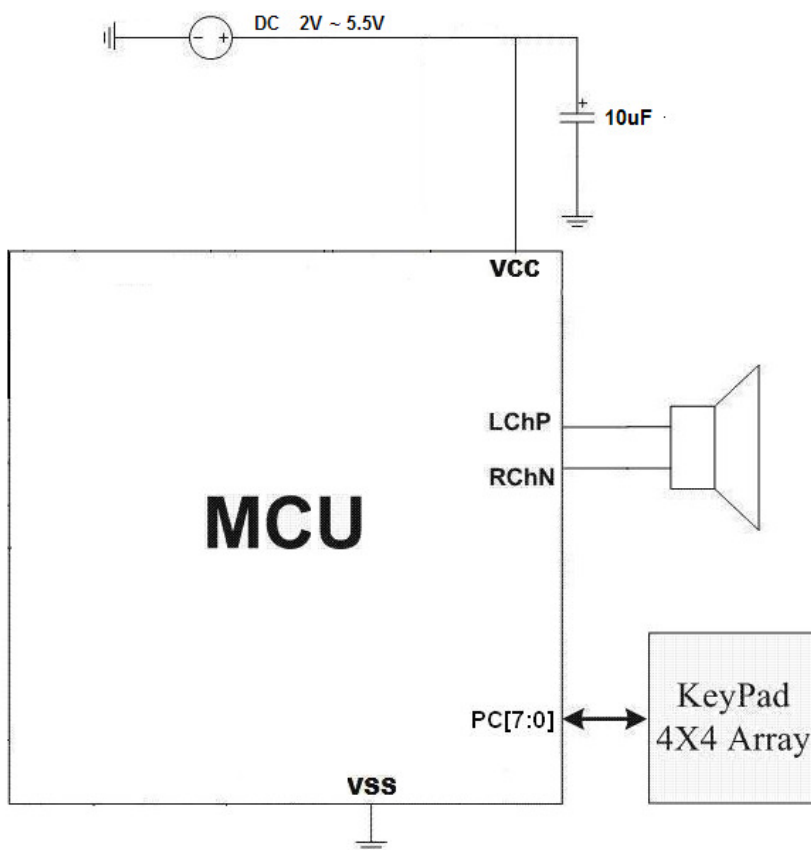 DC 2V ~ 5.5V
- +
+
10uF
VCC
LChP
RChN
MCU
PC[7:0]
KeyPad
4X4 Array
VSS